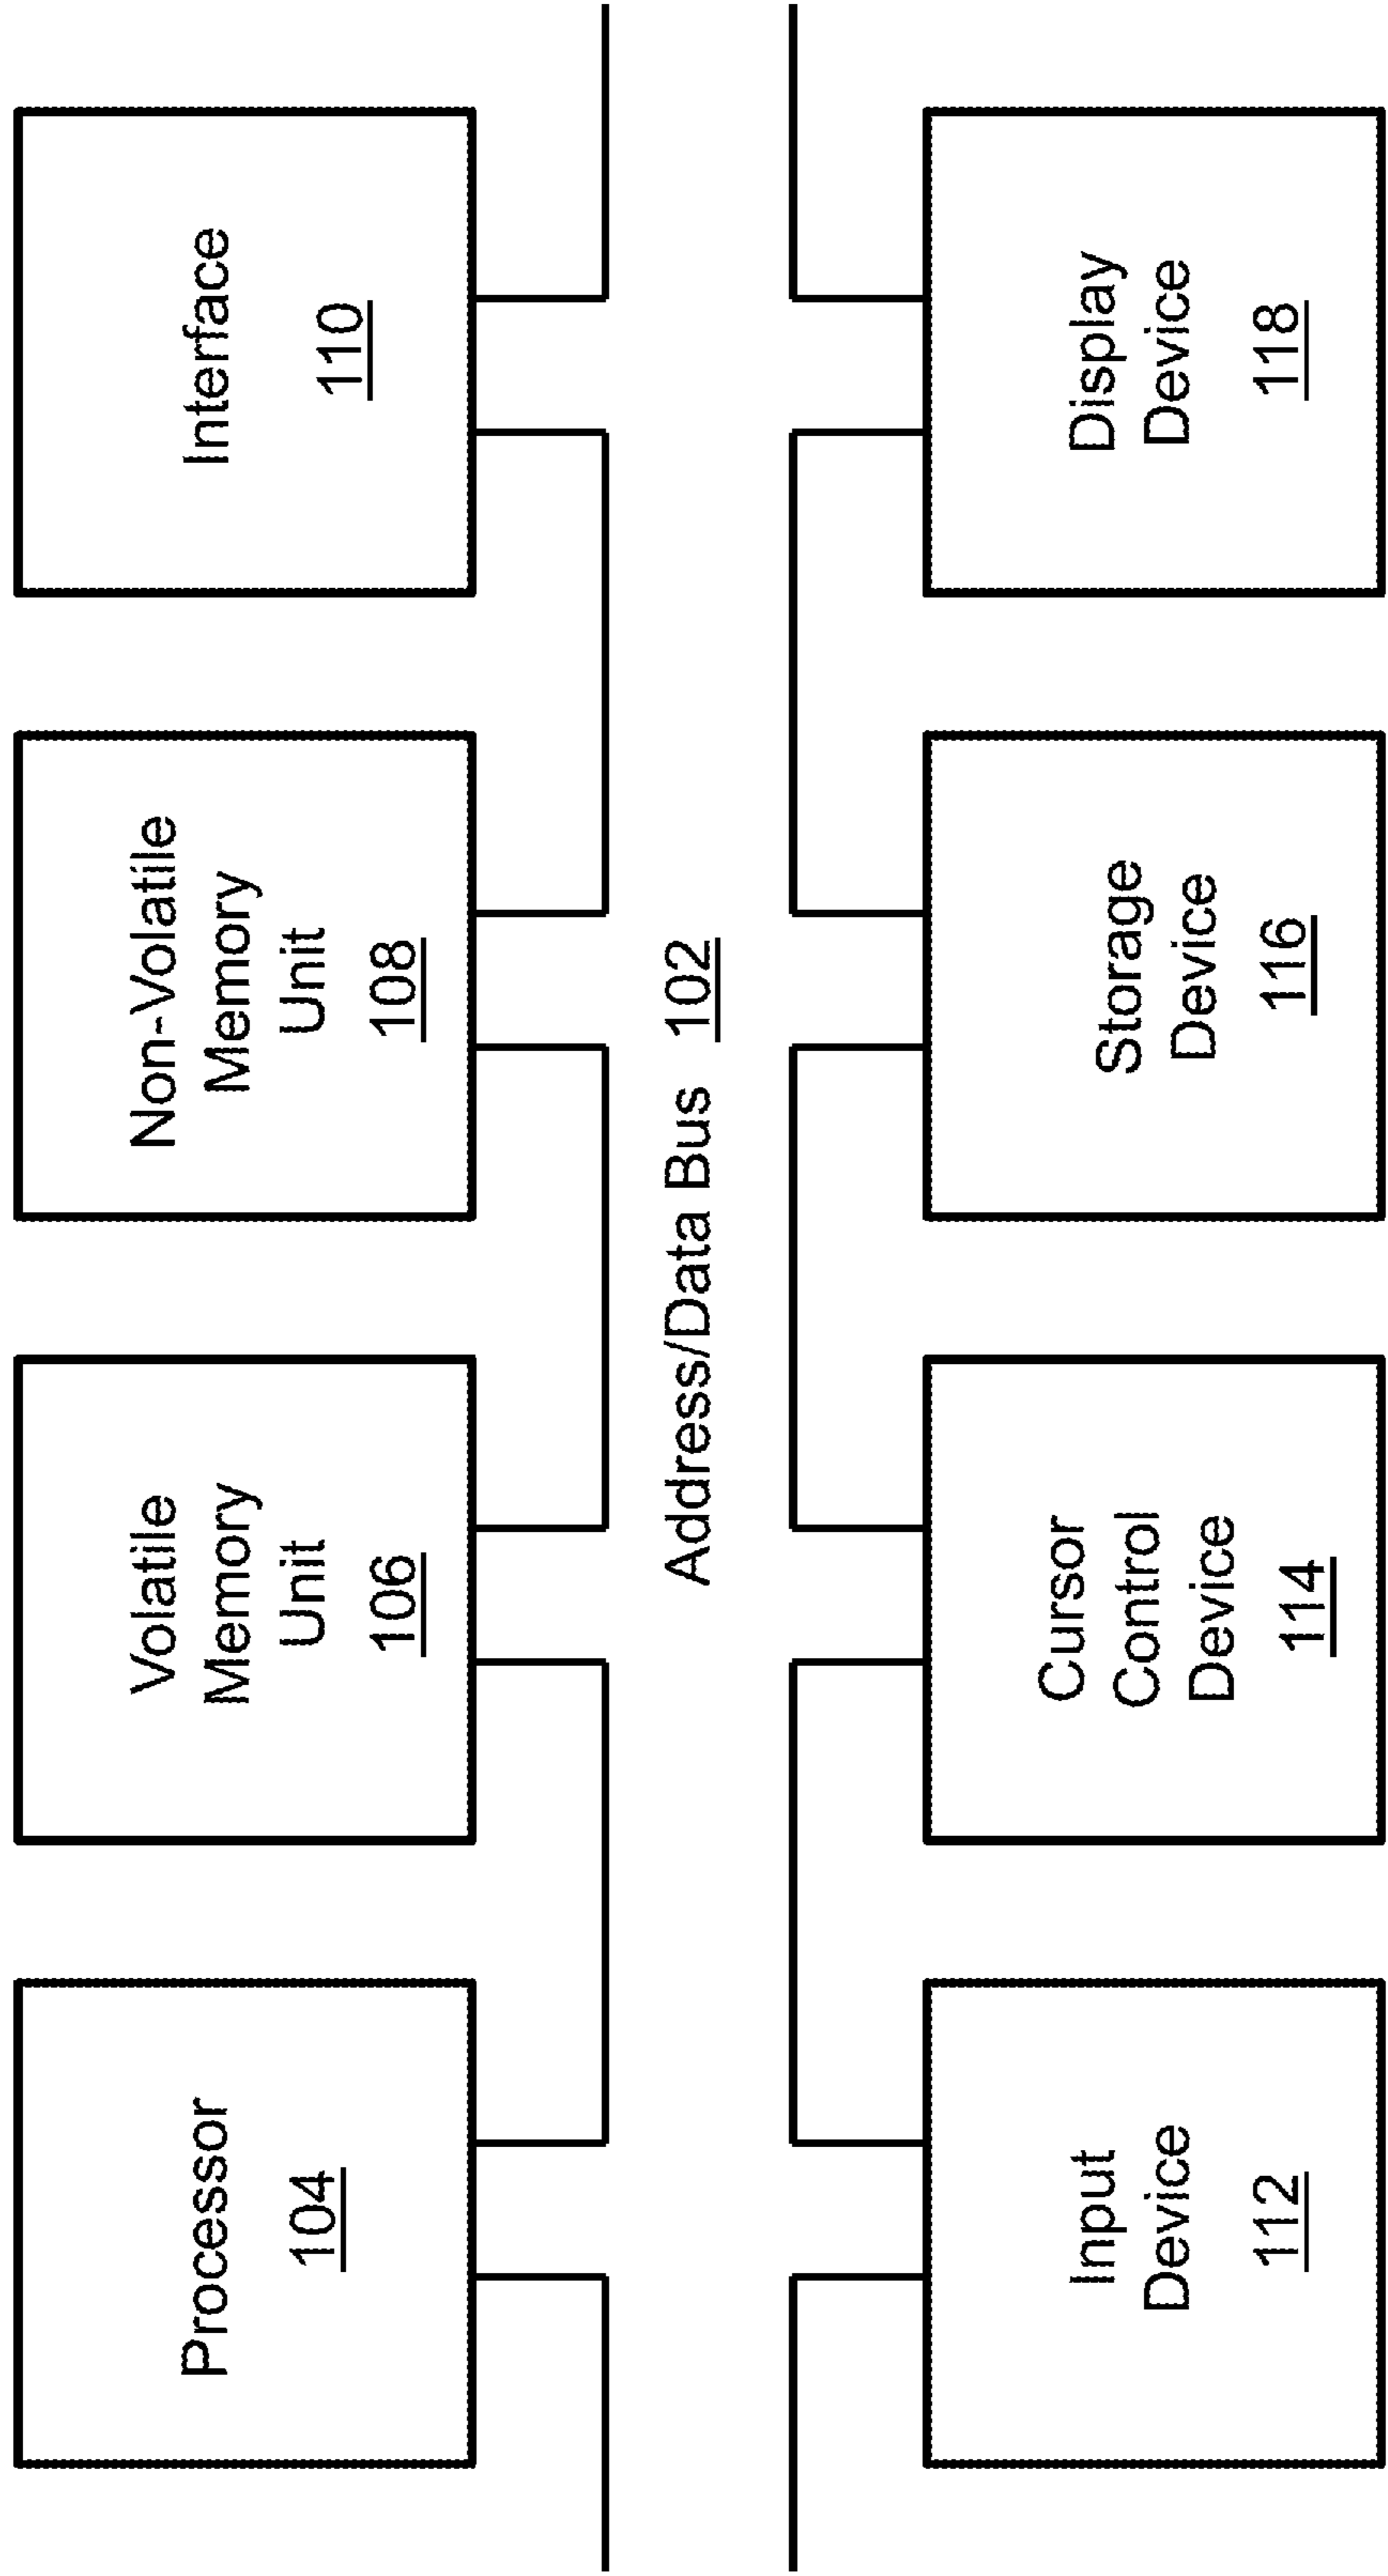 Processor
104
Volatile
Memory
Unit
106
Non-Volatile
Memory
Unit
108
Interface
110
Address/Data Bus 102
Input
Device
112
Cursor
Control
Device
114
Storage
Device
116
Display
Device
118